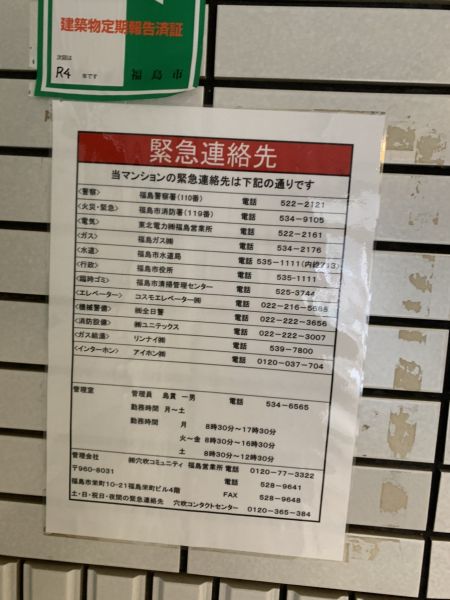 建築物定期報告済証
次回は
R4 年です 福島市
緊急連絡先
当マンションの緊急連絡先は下記の通りです
<警察> 福島警察署(110番) 電話 522-2121
<火災・緊急> 福島市消防署(119番) 電話 534-9105
<電気> 東北電力㈱福島営業所 電話 522-2161
<ガス> 福島ガス㈱ 電話 534-2176
<水道> 福島市水道局 電話 535-1111(内線
<行政> 福島市役所 電話 535-1111
<臨時ゴミ> 福島市清掃管理センター 電話 525-3744
<エレベーター> コスモエレベーター㈱ 電話 022-216-5668
<機械警備> ㈱全日警 電話 022-222-3656
<消防設備> ㈱ユニテックス 電話 022-222-3007
<ガス給湯> リンナイ㈱ 電話 539-7800
<インターホン> アイホン㈱ 電話 0120-037-704
管理室 管理員 島貫 一男 電話 534-6565
勤務時間 月~土
勤務時間 月 8時30分~17時30分
火~金 8時30分~16時30分
土 8時30分~12時30分
管理会社 ㈱穴吹コミュニティ 福島営業所 電話 0120-77-3322
〒960-8031 電話 528-9641
福島市栄町10-21福島栄町ビル4階 FAX 528-9648
土・日・祝日・夜間の緊急連絡先 穴吹コンタクトセンター 0120-365-384